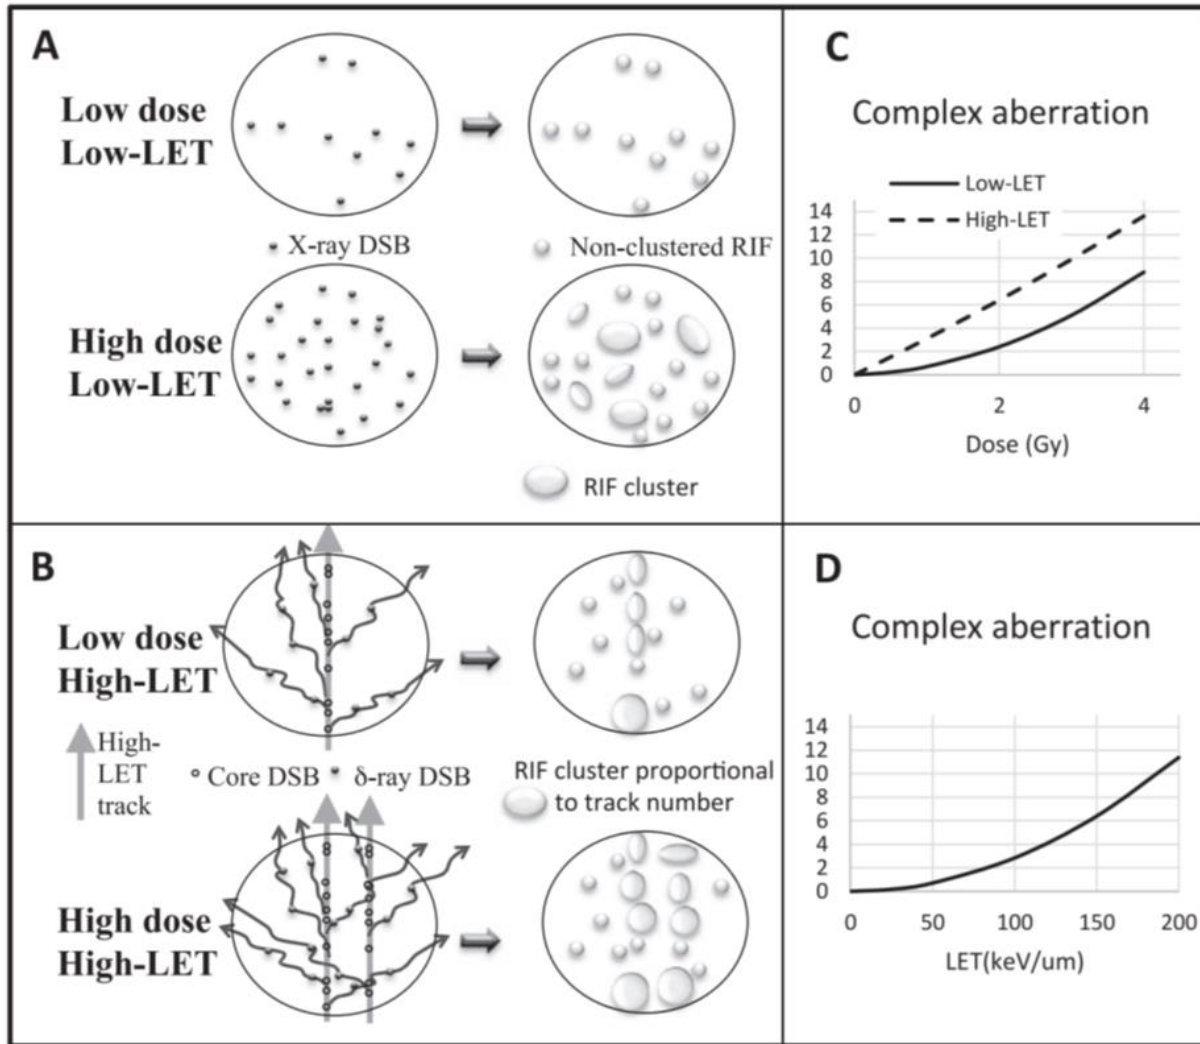 A
Low dose
Low-LET
X-ray DSB
Non-clustered RIF
High dose
Low-LET
RIF cluster
C
Complex aberration
Low-LET
High-LET
14
12
10
8
6
4
2
0
0 2 4
Dose (Gy)
B
Low dose
High-LET
High-
LET
track
Core DSB
δ-ray DSB
RIF cluster proportional
to track number
High dose
High-LET
D
Complex aberration
14
12
10
8
6
4
2
0
0 50 100 150 200
LET(keV/um)